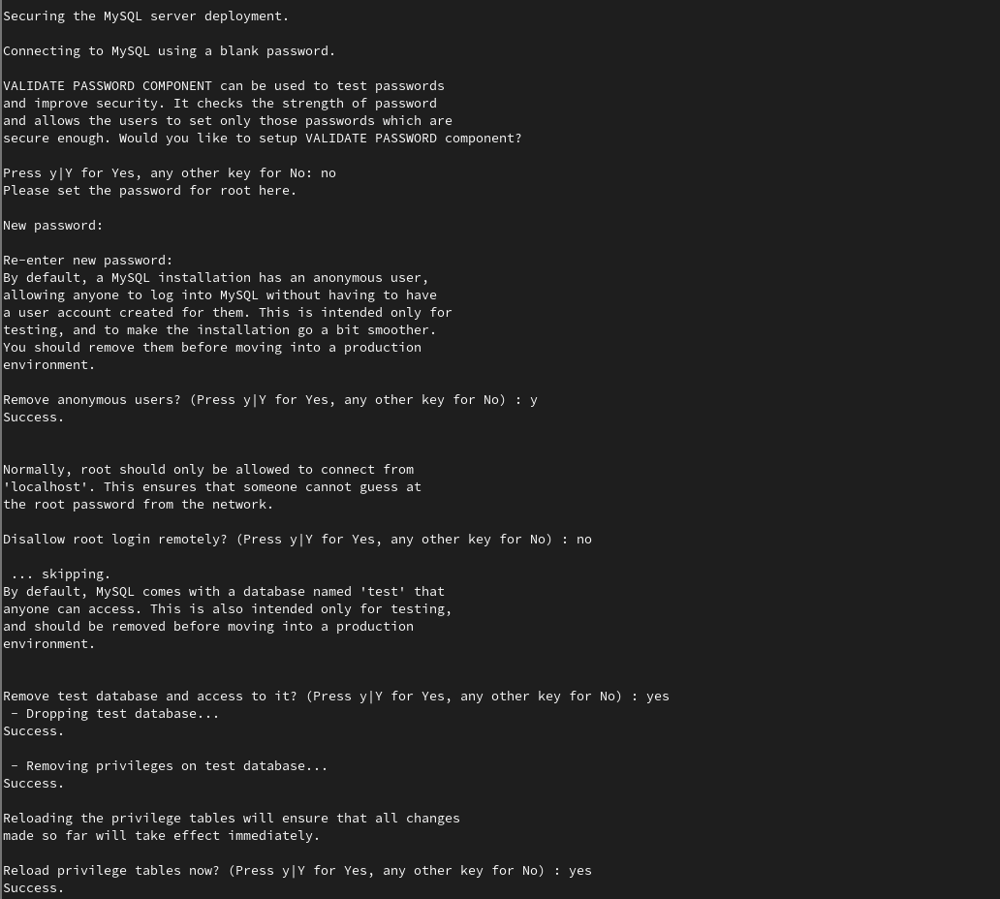 Securing the MySQL server deployment.
Connecting to MySQL using a blank password.
VALIDATE PASSWORD COMPONENT can be used to test passwords
and improve security. It checks the strength of password
and allows the users to set only those passwords which are
secure enough. Would you like to setup VALIDATE PASSWORD component?
Press y|Y for Yes, any other key for No: no
Please set the password for root here.
New password:
Re-enter new password:
By default, a MySQL installation has an anonymous user,
allowing anyone to log into MySQL without having to have
a user account created for them. This is intended only for
testing, and to make the installation go a bit smoother.
You should remove them before moving into a production
environment.
Remove anonymous users? (Press y|Y for Yes, any other key for No) : y
Success.
Normally, root should only be allowed to connect from
'localhost'. This ensures that someone cannot guess at
the root password from the network.
Disallow root login remotely? (Press y|Y for Yes, any other key for No) : no
 ... skipping.
By default, MySQL comes with a database named 'test' that
anyone can access. This is also intended only for testing,
and should be removed before moving into a production
environment.
Remove test database and access to it? (Press y|Y for Yes, any other key for No) : yes
 - Dropping test database...
Success.
 - Removing privileges on test database...
Success.
Reloading the privilege tables will ensure that all changes
made so far will take effect immediately.
Reload privilege tables now? (Press y|Y for Yes, any other key for No) : yes
Success.